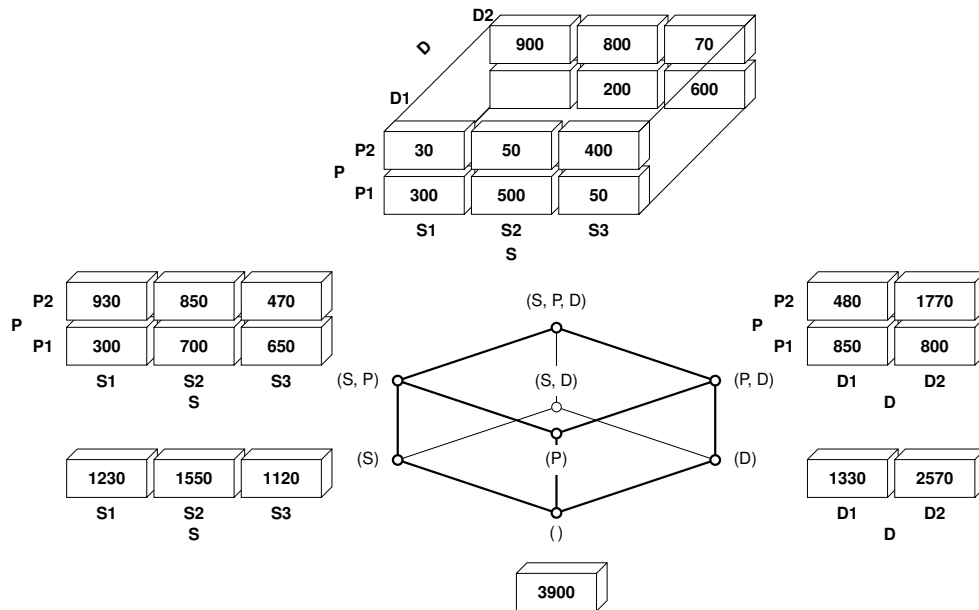 D2
D
900 800 70
D1
200 600
P2 30 50 400
P
P1 300 500 50
S1 S2 S3
S
P2 930 850 470
P
P1 300 700 650
S1 S2 S3
S
(S, P, D)
(S, P) (S, D) (P, D)
(S) (P) (D)
( )
P2 480 1770
P
P1 850 800
D1 D2
D
1230 1550 1120
S1 S2 S3
S
1330 2570
D1 D2
D
3900